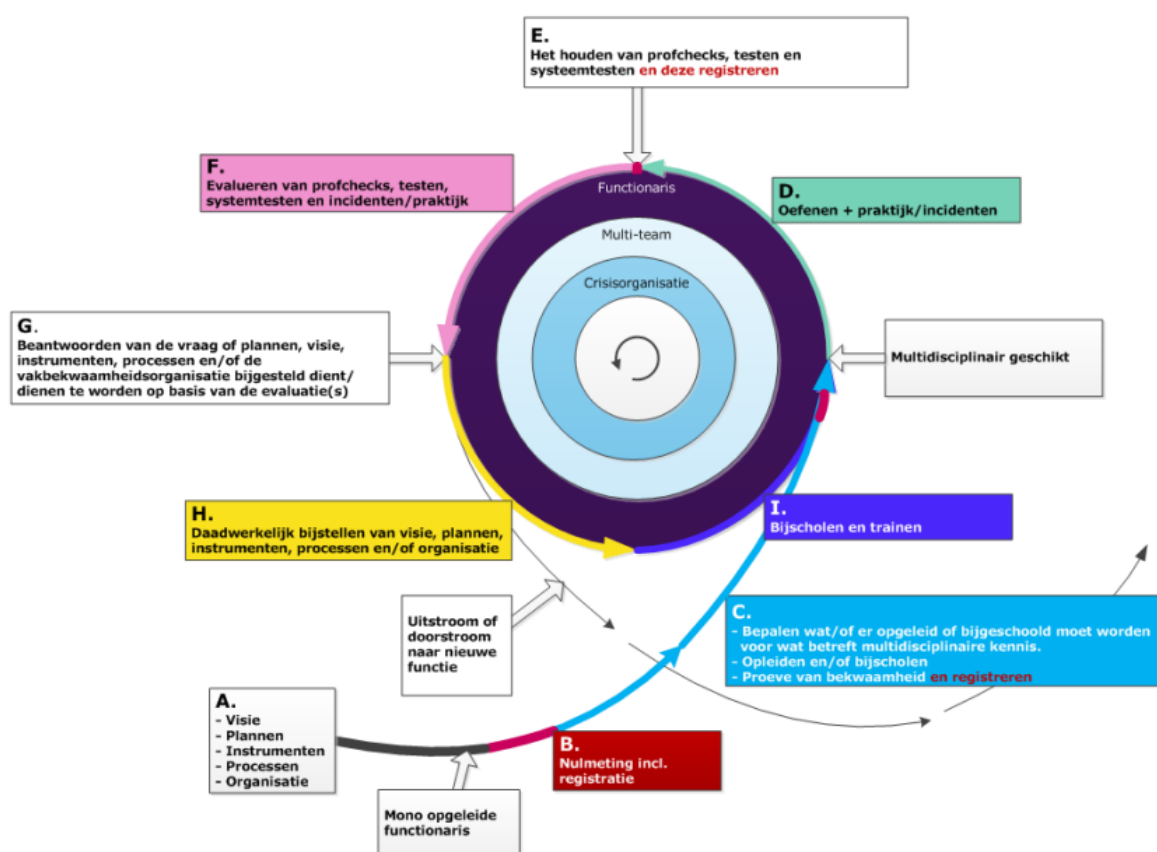 E.
Het houden van profchecks, testen en
systeemtesten en deze registreren
F.
Evalueren van profchecks, testen,
systemtesten en incidenten/praktijk
D.
Oefenen + praktijk/incidenten
Functionaris
Multi-team
Crisisorganisatie
G.
Beantwoorden van de vraag of plannen, visie,
instrumenten, processen en/of de
vakbekwaamheidsorganisatie bijgesteld dient/
dienen te worden op basis van de evaluatie(s)
Multidisciplinair geschikt
H.
Daadwerkelijk bijstellen van visie, plannen,
instrumenten, processen en/of organisatie
I.
Bijscholen en trainen
Uitstroom of
doorstroom
naar nieuwe
functie
C.
- Bepalen wat/of er opgeleid of bijgeschoold moet worden
voor wat betreft multidisciplinaire kennis.
- Opleiden en/of bijscholen
- Proeve van bekwaamheid en registreren
A.
- Visie
- Plannen
- Instrumenten
- Processen
- Organisatie
B.
Nulmeting incl.
registratie
Mono opgeleide
functionaris